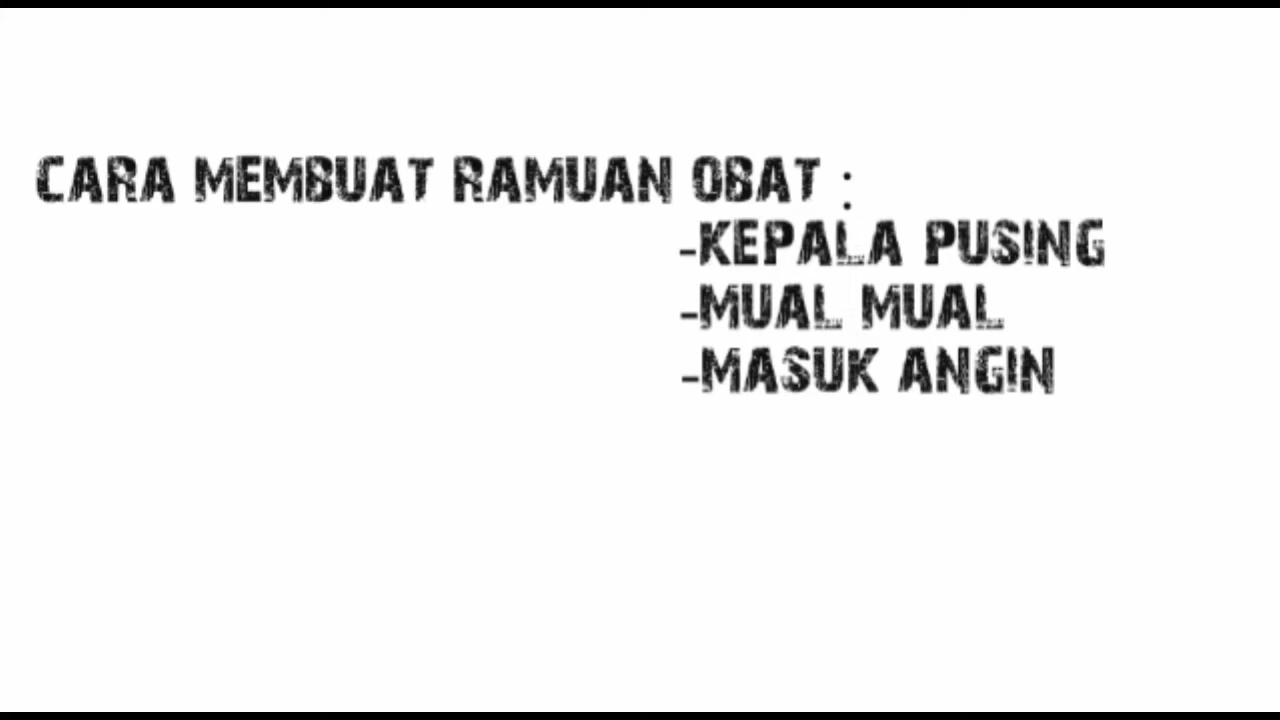 CARA MEMBUAT RAMUAN OBAT :
-KEPALA PUSING
-MUAL MUAL
-MASUK ANGIN